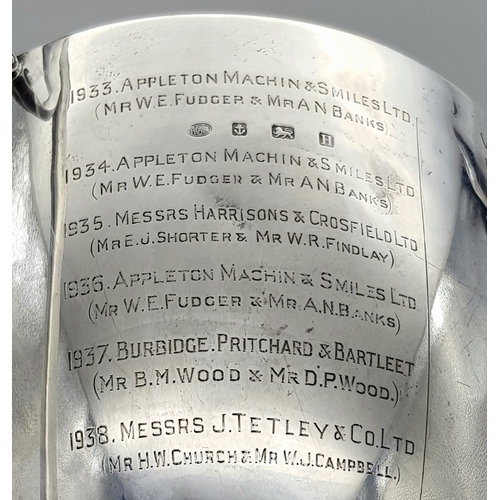 1933. APPLETON MACHIN & SMILES LTD.
(MR W.E. FUDGER & MR A N BANKS)
1934. APPLETON MACHIN & SMILES LTD
(MR W.E. FUDGER & MR A N BANKS)
1935. MESSRS HARRISONS & CROSFIELD LTD
(MR E.J. SHORTER & MR W.R. FINDLAY)
1936. APPLETON MACHIN & SMILES LTD
(MR W.E. FUDGER & MR A.N. BANKS)
1937. BURBIDGE. PRITCHARD & BARTLEET
(MR B.M. WOOD & MR D.P. WOOD.)
1938. MESSRS J. TETLEY & CO. LTD
(MR H.W. CHURCH & MR W.J. CAMPBELL.)